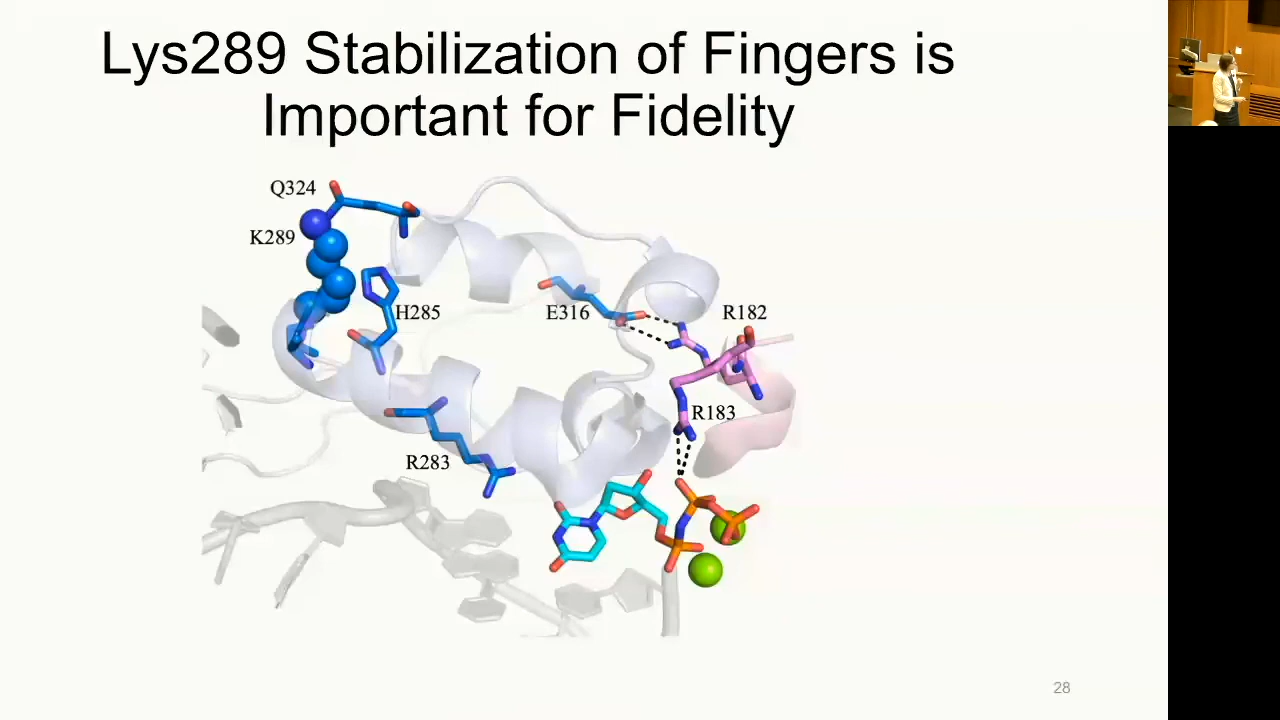 Lys289 Stabilization of Fingers is
Important for Fidelity
Q324
K289
H285
E316
R182
R183
R283
28